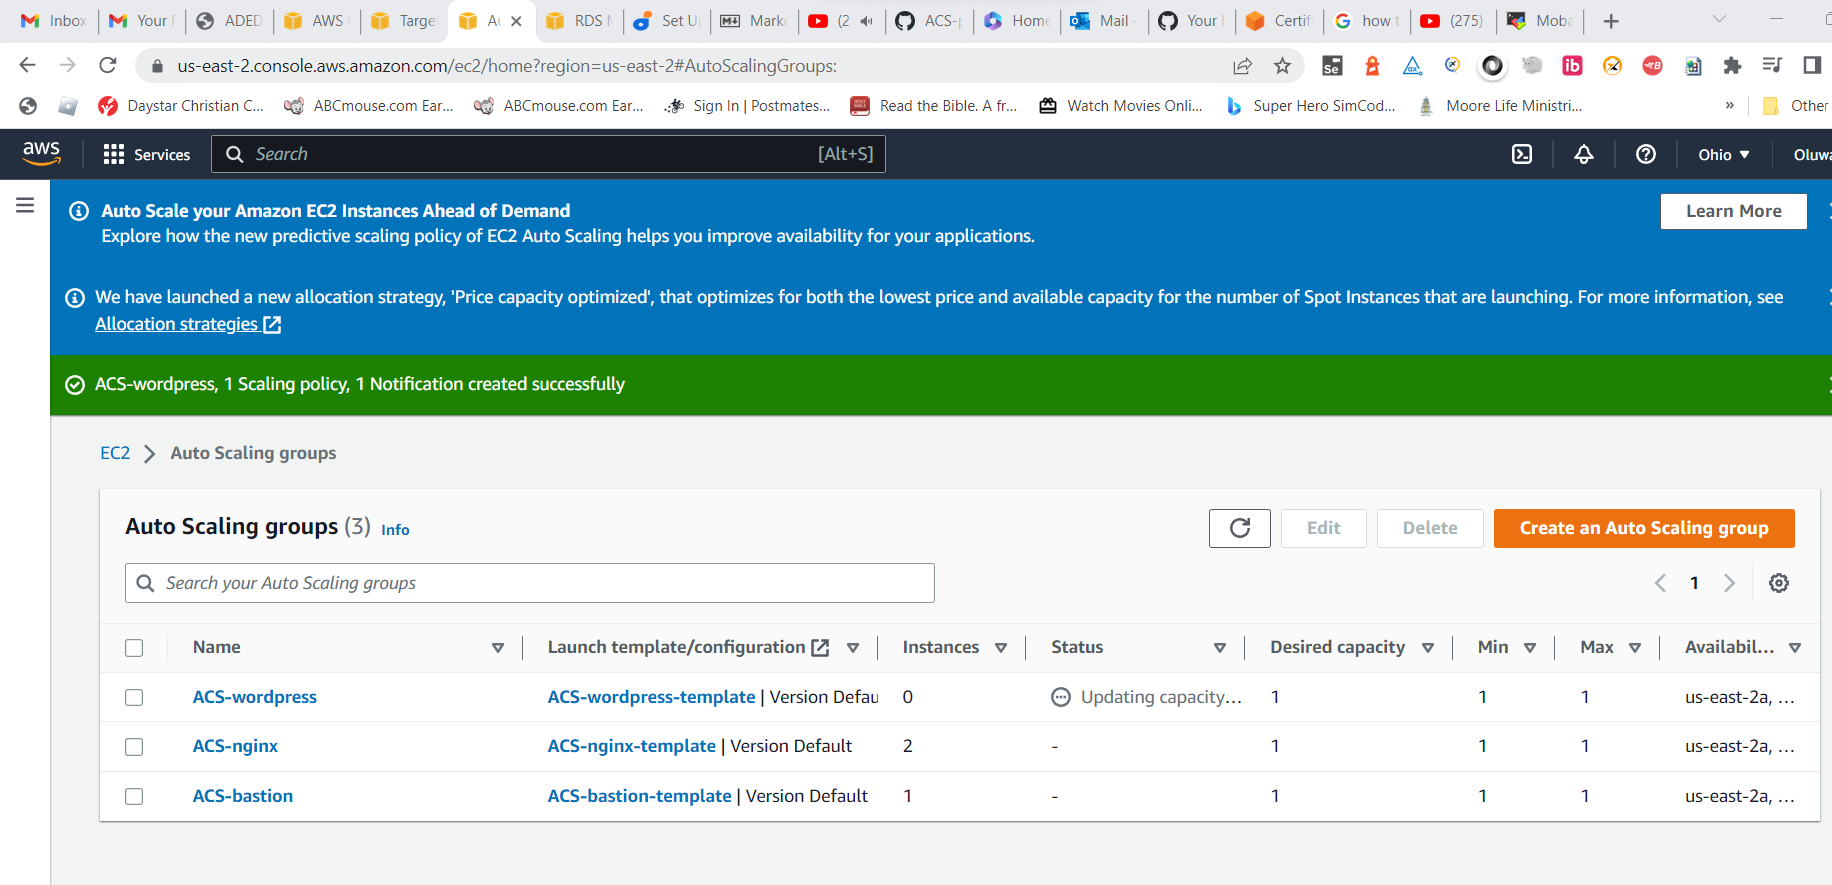 Inbox
Your F
ADED
AWS
Targe
Au
RDS M
Set U
Mark
(2
ACS-p
Home
Mail -
Your F
Certif
how t
(275)
Moba
us-east-2.console.aws.amazon.com/ec2/home?region=us-east-2#AutoScalingGroups:
Daystar Christian C...
ABCmouse.com Ear...
ABCmouse.com Ear...
Sign In | Postmates...
Read the Bible. A fr...
Watch Movies Onli...
Super Hero SimCod...
Moore Life Ministri...
»
Other
aws
Services
Search
[Alt+S]
Ohio
Oluwa
Auto Scale your Amazon EC2 Instances Ahead of Demand
Explore how the new predictive scaling policy of EC2 Auto Scaling helps you improve availability for your applications.
Learn More
We have launched a new allocation strategy, 'Price capacity optimized', that optimizes for both the lowest price and available capacity for the number of Spot Instances that are launching. For more information, see
Allocation strategies
ACS-wordpress, 1 Scaling policy, 1 Notification created successfully
EC2 > Auto Scaling groups
Auto Scaling groups (3) Info
Edit
Delete
Create an Auto Scaling group
Search your Auto Scaling groups
1
Name Launch template/configuration Instances Status Desired capacity Min Max Availabil...
ACS-wordpress ACS-wordpress-template | Version Defau 0 Updating capacity... 1 1 1 us-east-2a, ...
ACS-nginx ACS-nginx-template | Version Default 2 - 1 1 1 us-east-2a, ...
ACS-bastion ACS-bastion-template | Version Default 1 - 1 1 1 us-east-2a, ...